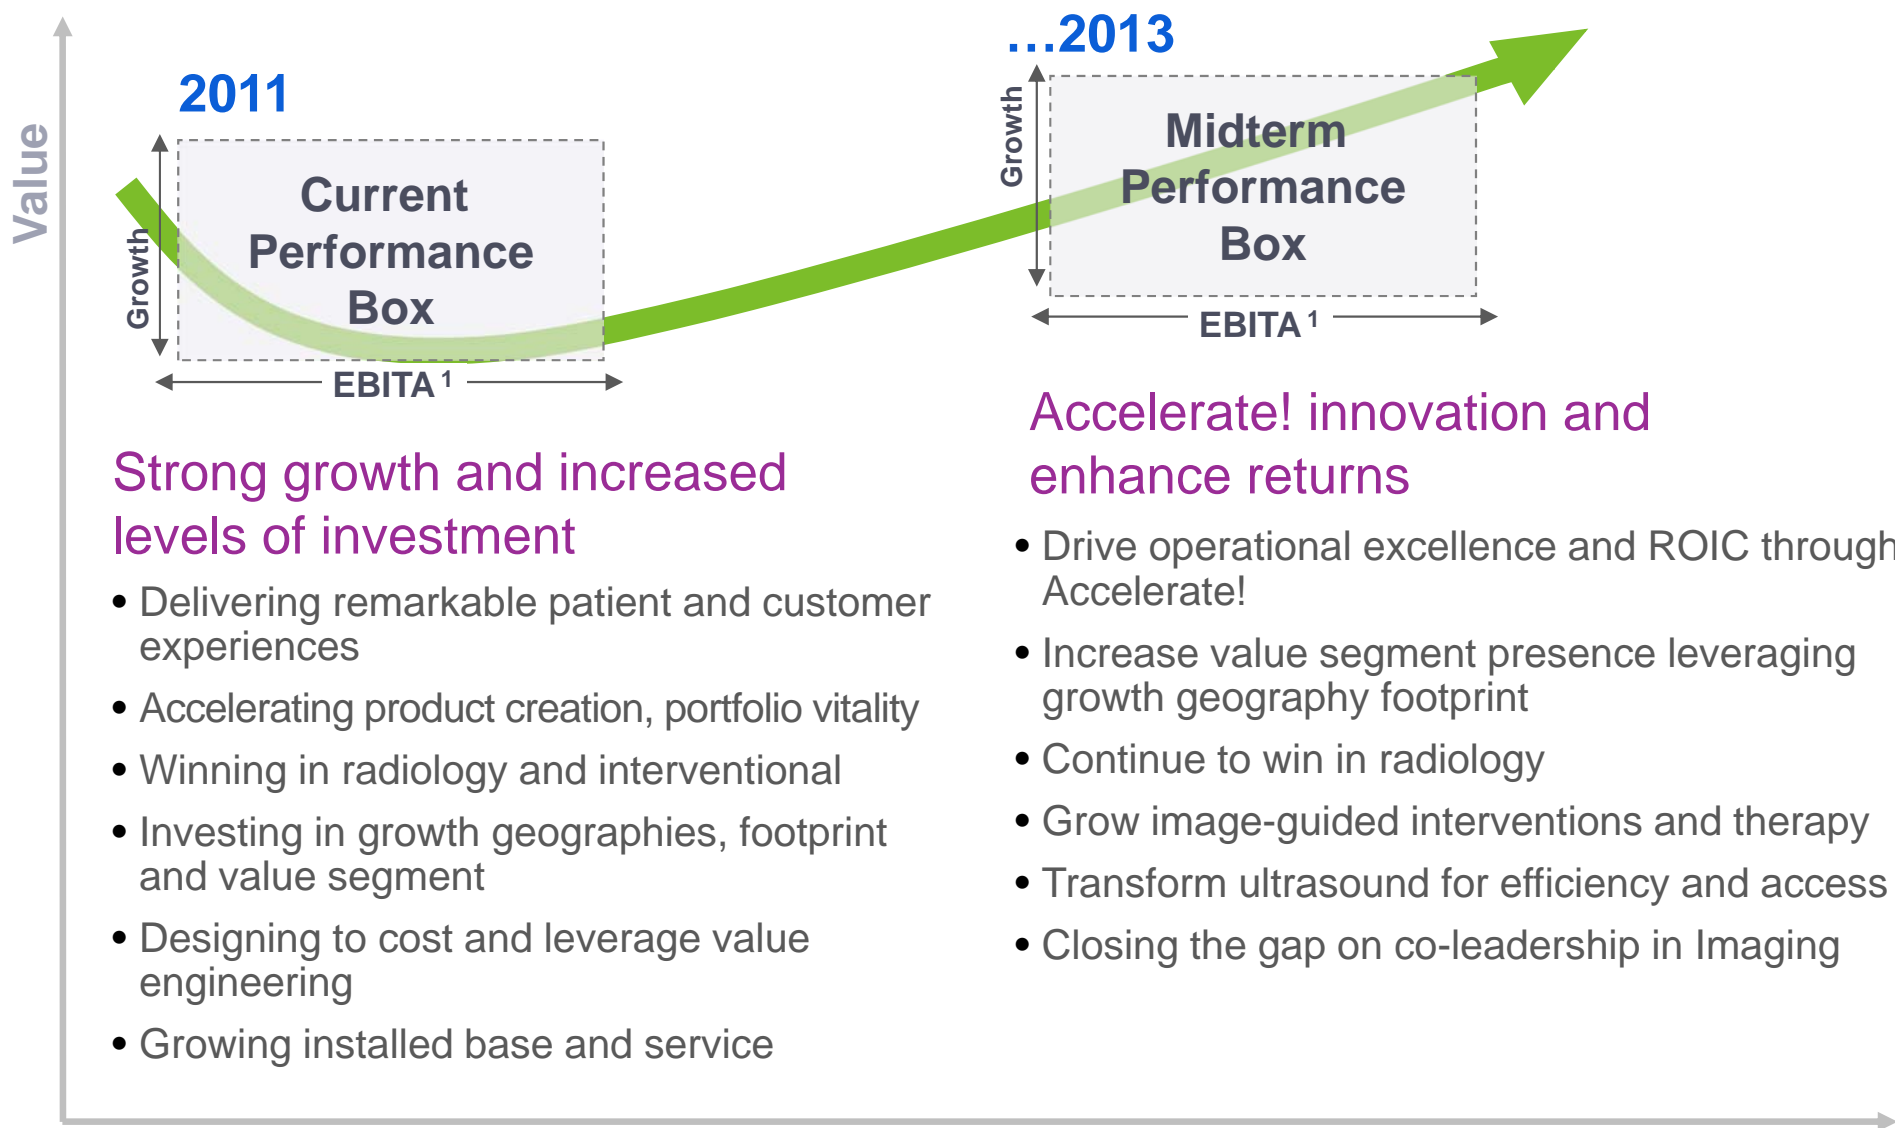 Value
2011
Growth
Current
Performance
Box
EBITA 1
Strong growth and increased
levels of investment
• Delivering remarkable patient and customer
experiences
• Accelerating product creation, portfolio vitality
• Winning in radiology and interventional
• Investing in growth geographies, footprint
and value segment
• Designing to cost and leverage value
engineering
• Growing installed base and service
…2013
Growth
Midterm
Performance
Box
EBITA 1
Accelerate! innovation and
enhance returns
• Drive operational excellence and ROIC through
Accelerate!
• Increase value segment presence leveraging
growth geography footprint
• Continue to win in radiology
• Grow image-guided interventions and therapy
• Transform ultrasound for efficiency and access
• Closing the gap on co-leadership in Imaging